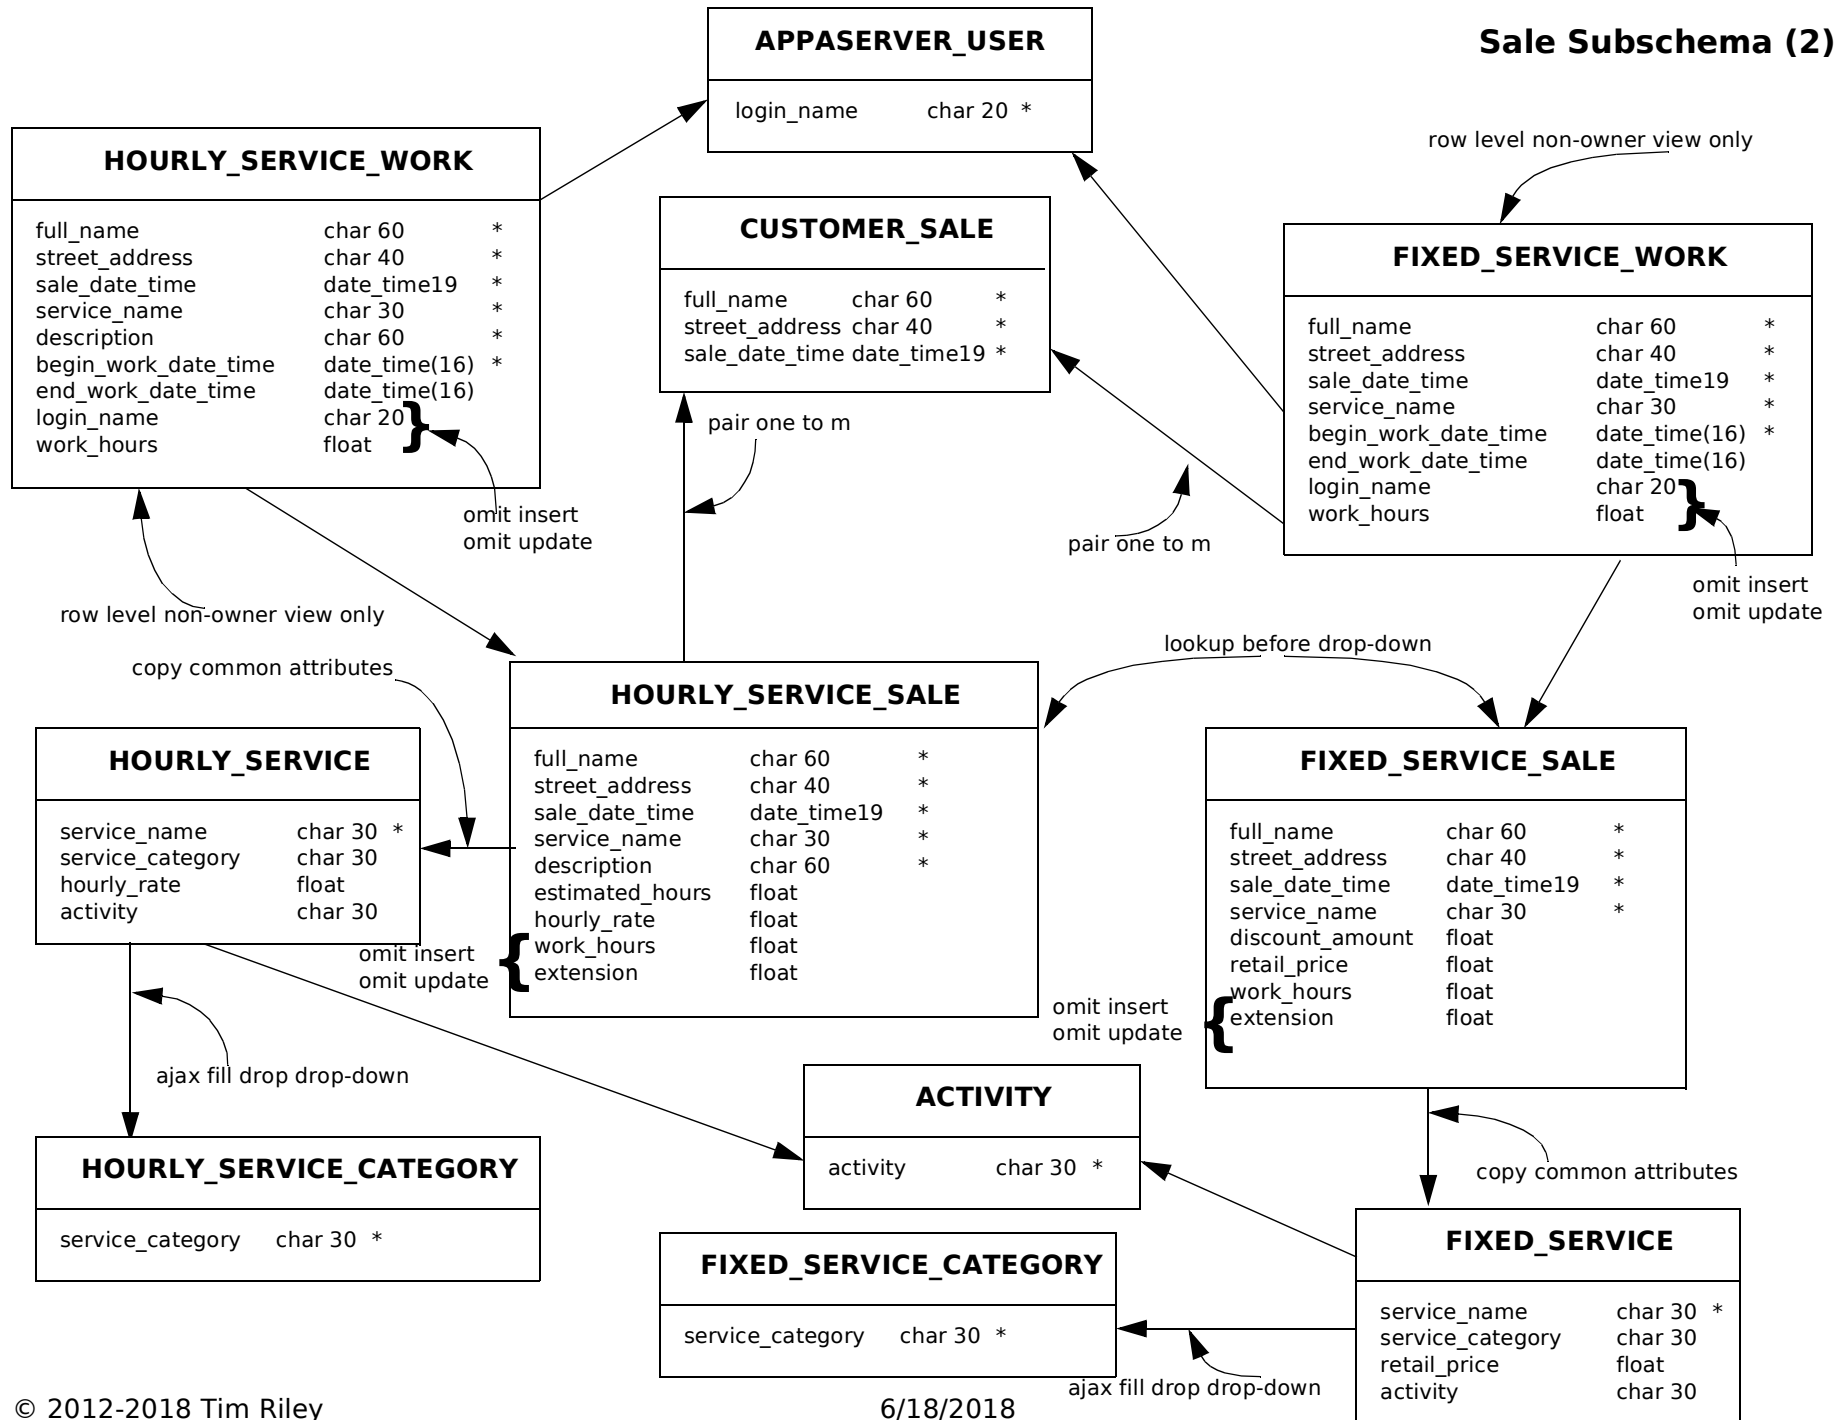 Sale Subschema (2)
APPASERVER_USER
login_name char 20 *
HOURLY_SERVICE_WORK
full_name char 60 *
street_address char 40 *
sale_date_time date_time19 *
service_name char 30 *
description char 60 *
begin_work_date_time date_time(16) *
end_work_date_time date_time(16)
login_name char 20
work_hours float
}
omit insert
omit update
row level non-owner view only
CUSTOMER_SALE
full_name char 60 *
street_address char 40 *
sale_date_time date_time19 *
pair one to m
pair one to m
row level non-owner view only
FIXED_SERVICE_WORK
full_name char 60 *
street_address char 40 *
sale_date_time date_time19 *
service_name char 30 *
begin_work_date_time date_time(16) *
end_work_date_time date_time(16)
login_name char 20
work_hours float
}
omit insert
omit update
copy common attributes
lookup before drop-down
HOURLY_SERVICE
service_name char 30 *
service_category char 30
hourly_rate float
activity char 30
HOURLY_SERVICE_SALE
full_name char 60 *
street_address char 40 *
sale_date_time date_time19 *
service_name char 30 *
description char 60 *
estimated_hours float
hourly_rate float
work_hours float
extension float
{
omit insert
omit update
FIXED_SERVICE_SALE
full_name char 60 *
street_address char 40 *
sale_date_time date_time19 *
service_name char 30 *
discount_amount float
retail_price float
work_hours float
extension float
{
omit insert
omit update
ajax fill drop drop-down
ACTIVITY
activity char 30 *
copy common attributes
HOURLY_SERVICE_CATEGORY
service_category char 30 *
FIXED_SERVICE_CATEGORY
service_category char 30 *
FIXED_SERVICE
service_name char 30 *
service_category char 30
retail_price float
activity char 30
ajax fill drop drop-down
© 2012-2018 Tim Riley
6/18/2018